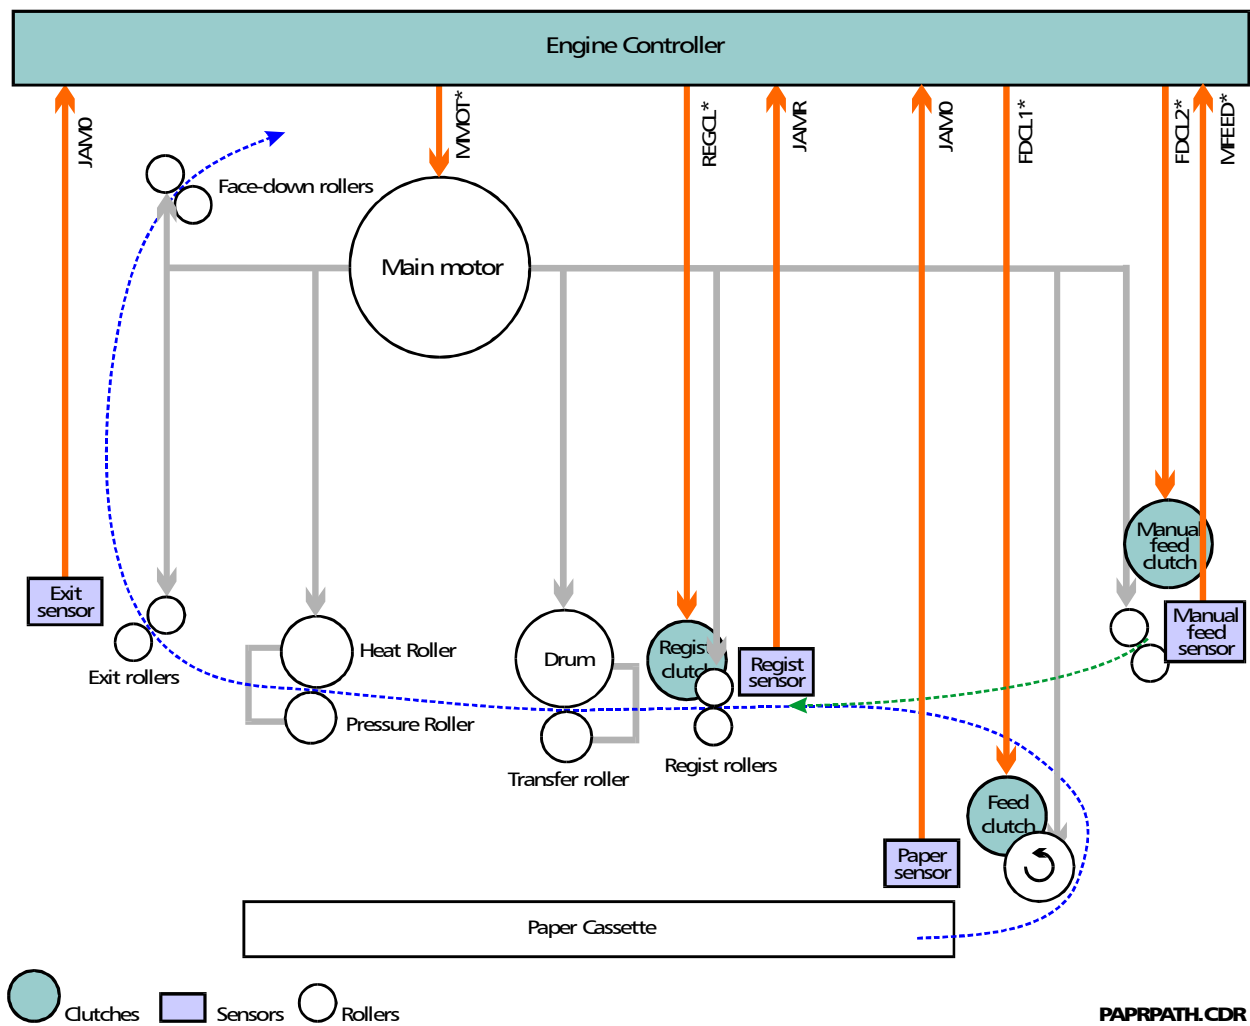 Engine Controller
JAM0
MMOT*
REGCL*
JAMR
JAM0
FDCL1*
FDCL2*
MFEED*
Face-down rollers
Main motor
Manual
feed
clutch
Exit
sensor
Manual
feed
sensor
Heat Roller
Drum
Regist
clutch
Regist
sensor
Exit rollers
Pressure Roller
Transfer roller
Regist rollers
Feed
clutch
Paper
sensor
Paper Cassette
Clutches
Sensors
Rollers
PAPRPATH.CDR